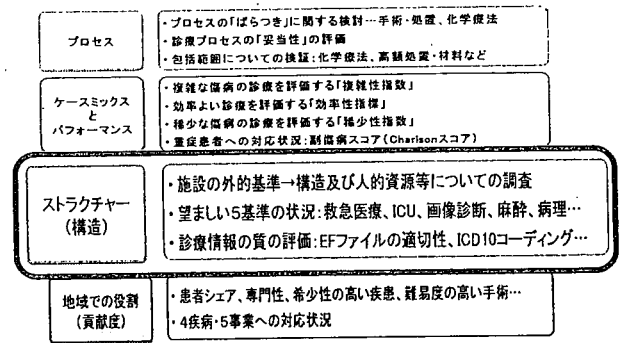 プロセス
・プロセスの「ばらつき」に関する検討…手術・処置、化学療法
・診療プロセスの「妥当性」の評価
・包括範囲についての検証:化学療法、高額処置・材料など
ケースミックス
と
パフォーマンス
・複雑な傷病の診療を評価する「複雑性指数」
・効率よい診療を評価する「効率性指標」
・稀少な傷病の診療を評価する「稀少性指数」
・重症患者への対応状況:副傷病スコア(Charlsonスコア)
ストラクチャー
(構造)
・施設の外的基準→構造及び人的資源等についての調査
・望ましい5基準の状況:救急医療、ICU、画像診断、麻酔、病理…
・診療情報の質の評価:EFファイルの適切性、ICD10コーディング…
地域での役割
(貢献度)
・患者シェア、専門性、希少性の高い疾患、難易度の高い手術…
・4疾病・5事業への対応状況